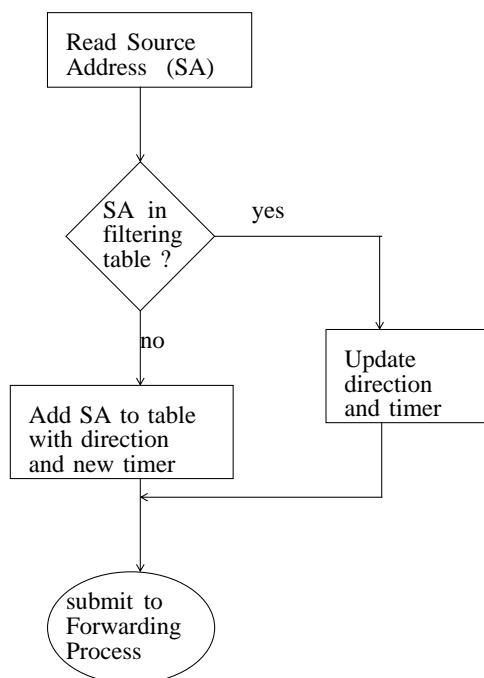 Read Source
Address (SA)
SA in
filtering
table ?
yes
no
Update
direction
and timer
Add SA to table
with direction
and new timer
submit to
Forwarding
Process